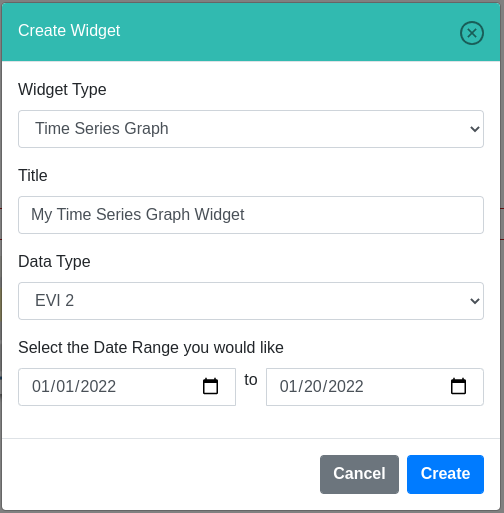 Create Widget
Widget Type
Time Series Graph
Title
My Time Series Graph Widget
Data Type
EVI 2
Select the Date Range you would like
01/01/2022 to 01/20/2022
Cancel Create